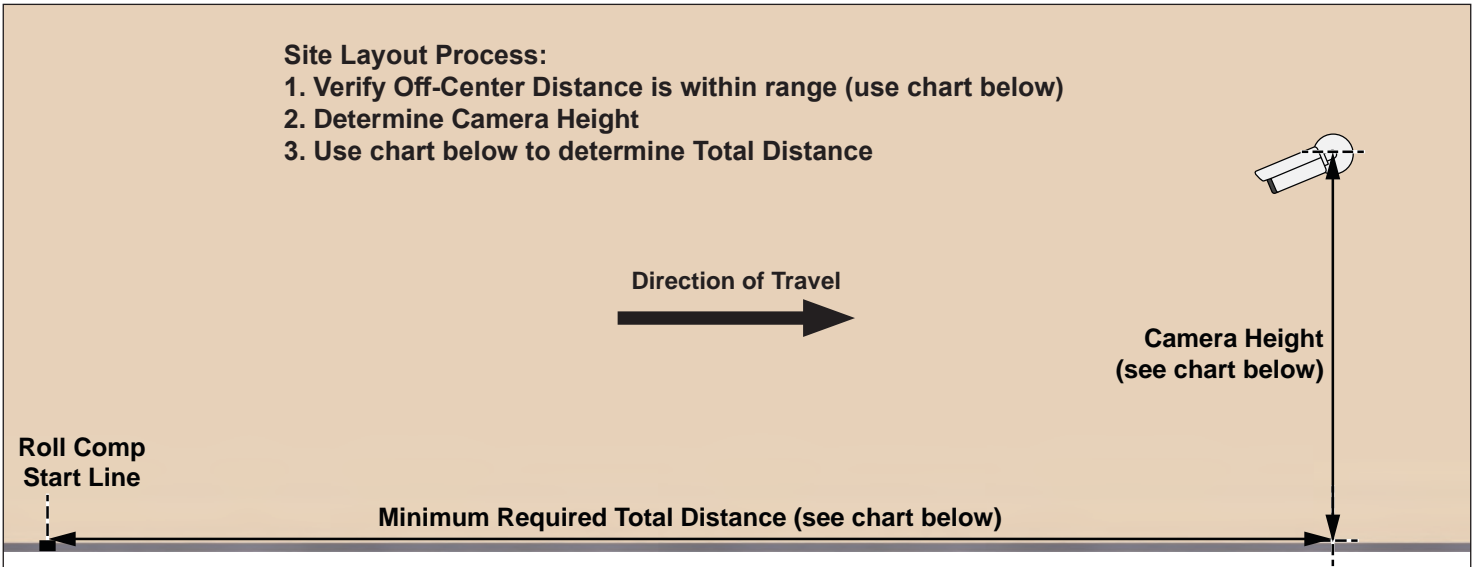 Site Layout Process:
1. Verify Off-Center Distance is within range (use chart below)
2. Determine Camera Height
3. Use chart below to determine Total Distance
Direction of Travel
Camera Height
(see chart below)
Roll Comp
Start Line
Minimum Required Total Distance (see chart below)